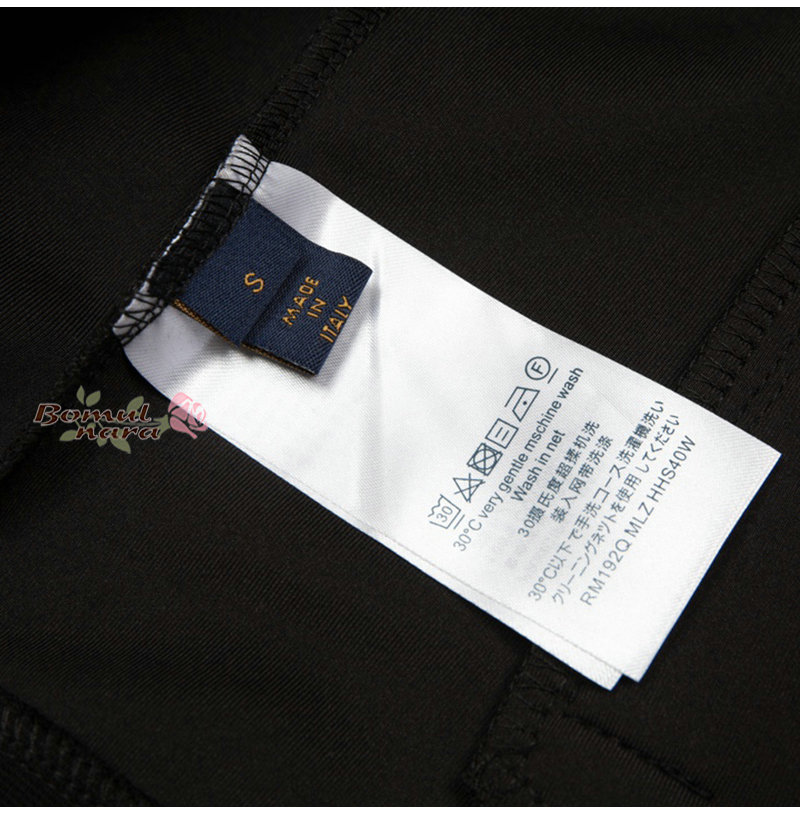 S
MADE
IN
ITALY
Bomul
nara
30 F
30°C very gentle mschine wash
Wash in net
30摄氏度超柔机洗
装入网带洗涤
30°C以下で手洗コース洗濯機洗い
クリーニングネットを使用してください
RM192Q MLZ HHS40W